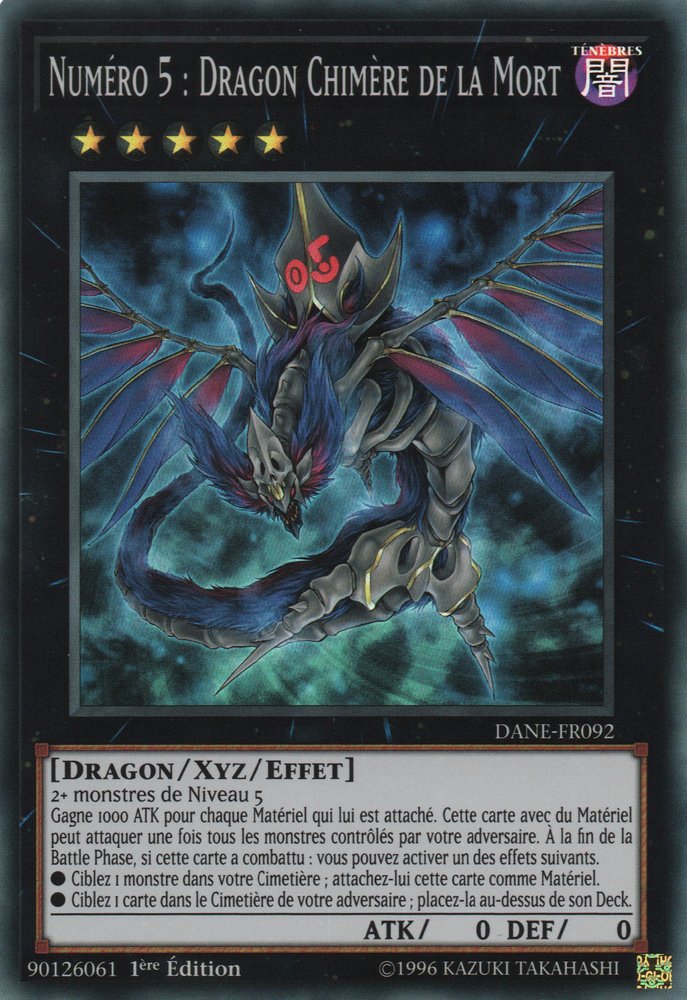 NUMÉRO 5 : DRAGON CHIMÈRE DE LA MORT
TÉNÈBRES
闇
05
DANE-FR092
[DRAGON/XYZ/EFFET]
2+ monstres de Niveau 5
Gagne 1000 ATK pour chaque Matériel qui lui est attaché. Cette carte avec du Matériel
peut attaquer une fois tous les monstres contrôlés par votre adversaire. À la fin de la
Battle Phase, si cette carte a combattu : vous pouvez activer un des effets suivants.
● Ciblez 1 monstre dans votre Cimetière ; attachez-lui cette carte comme Matériel.
● Ciblez 1 carte dans le Cimetière de votre adversaire ; placez-la au-dessus de son Deck.
ATK/ 0 DEF/ 0
90126061 1ère Édition ©1996 KAZUKI TAKAHASHI